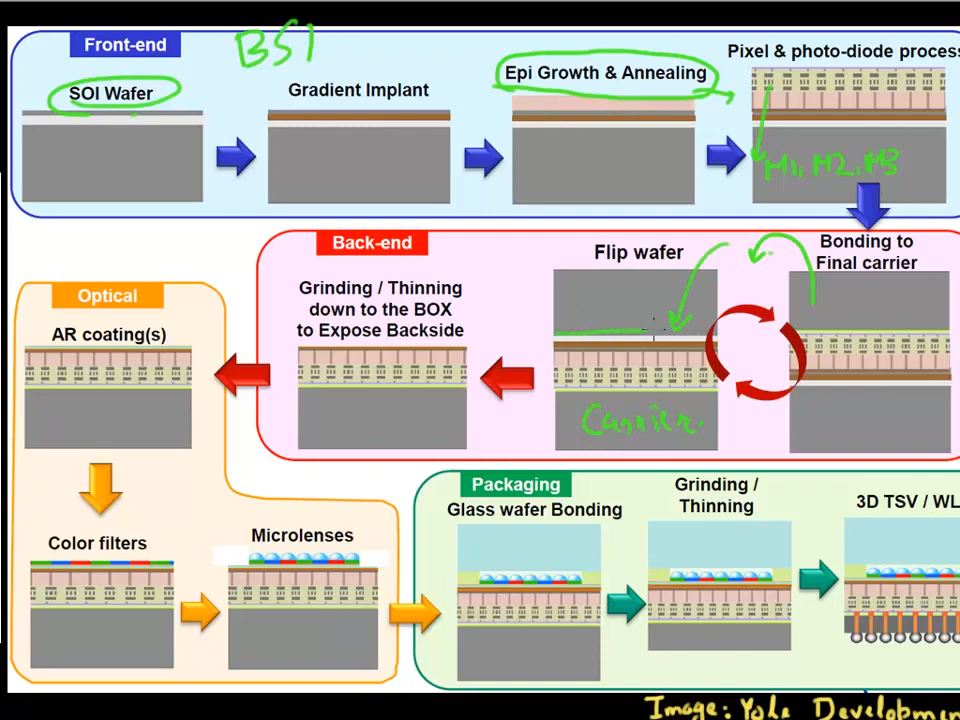 Front-end
BSI
SOI Wafer
Gradient Implant
Epi Growth & Annealing
Pixel & photo-diode process
M1, M2, M3
Back-end
Bonding to
Final carrier
Flip wafer
Carrier
Grinding / Thinning
down to the BOX
to Expose Backside
Optical
AR coating(s)
Color filters
Microlenses
Packaging
Glass wafer Bonding
Grinding /
Thinning
3D TSV / WL
Image: Yole Developmen